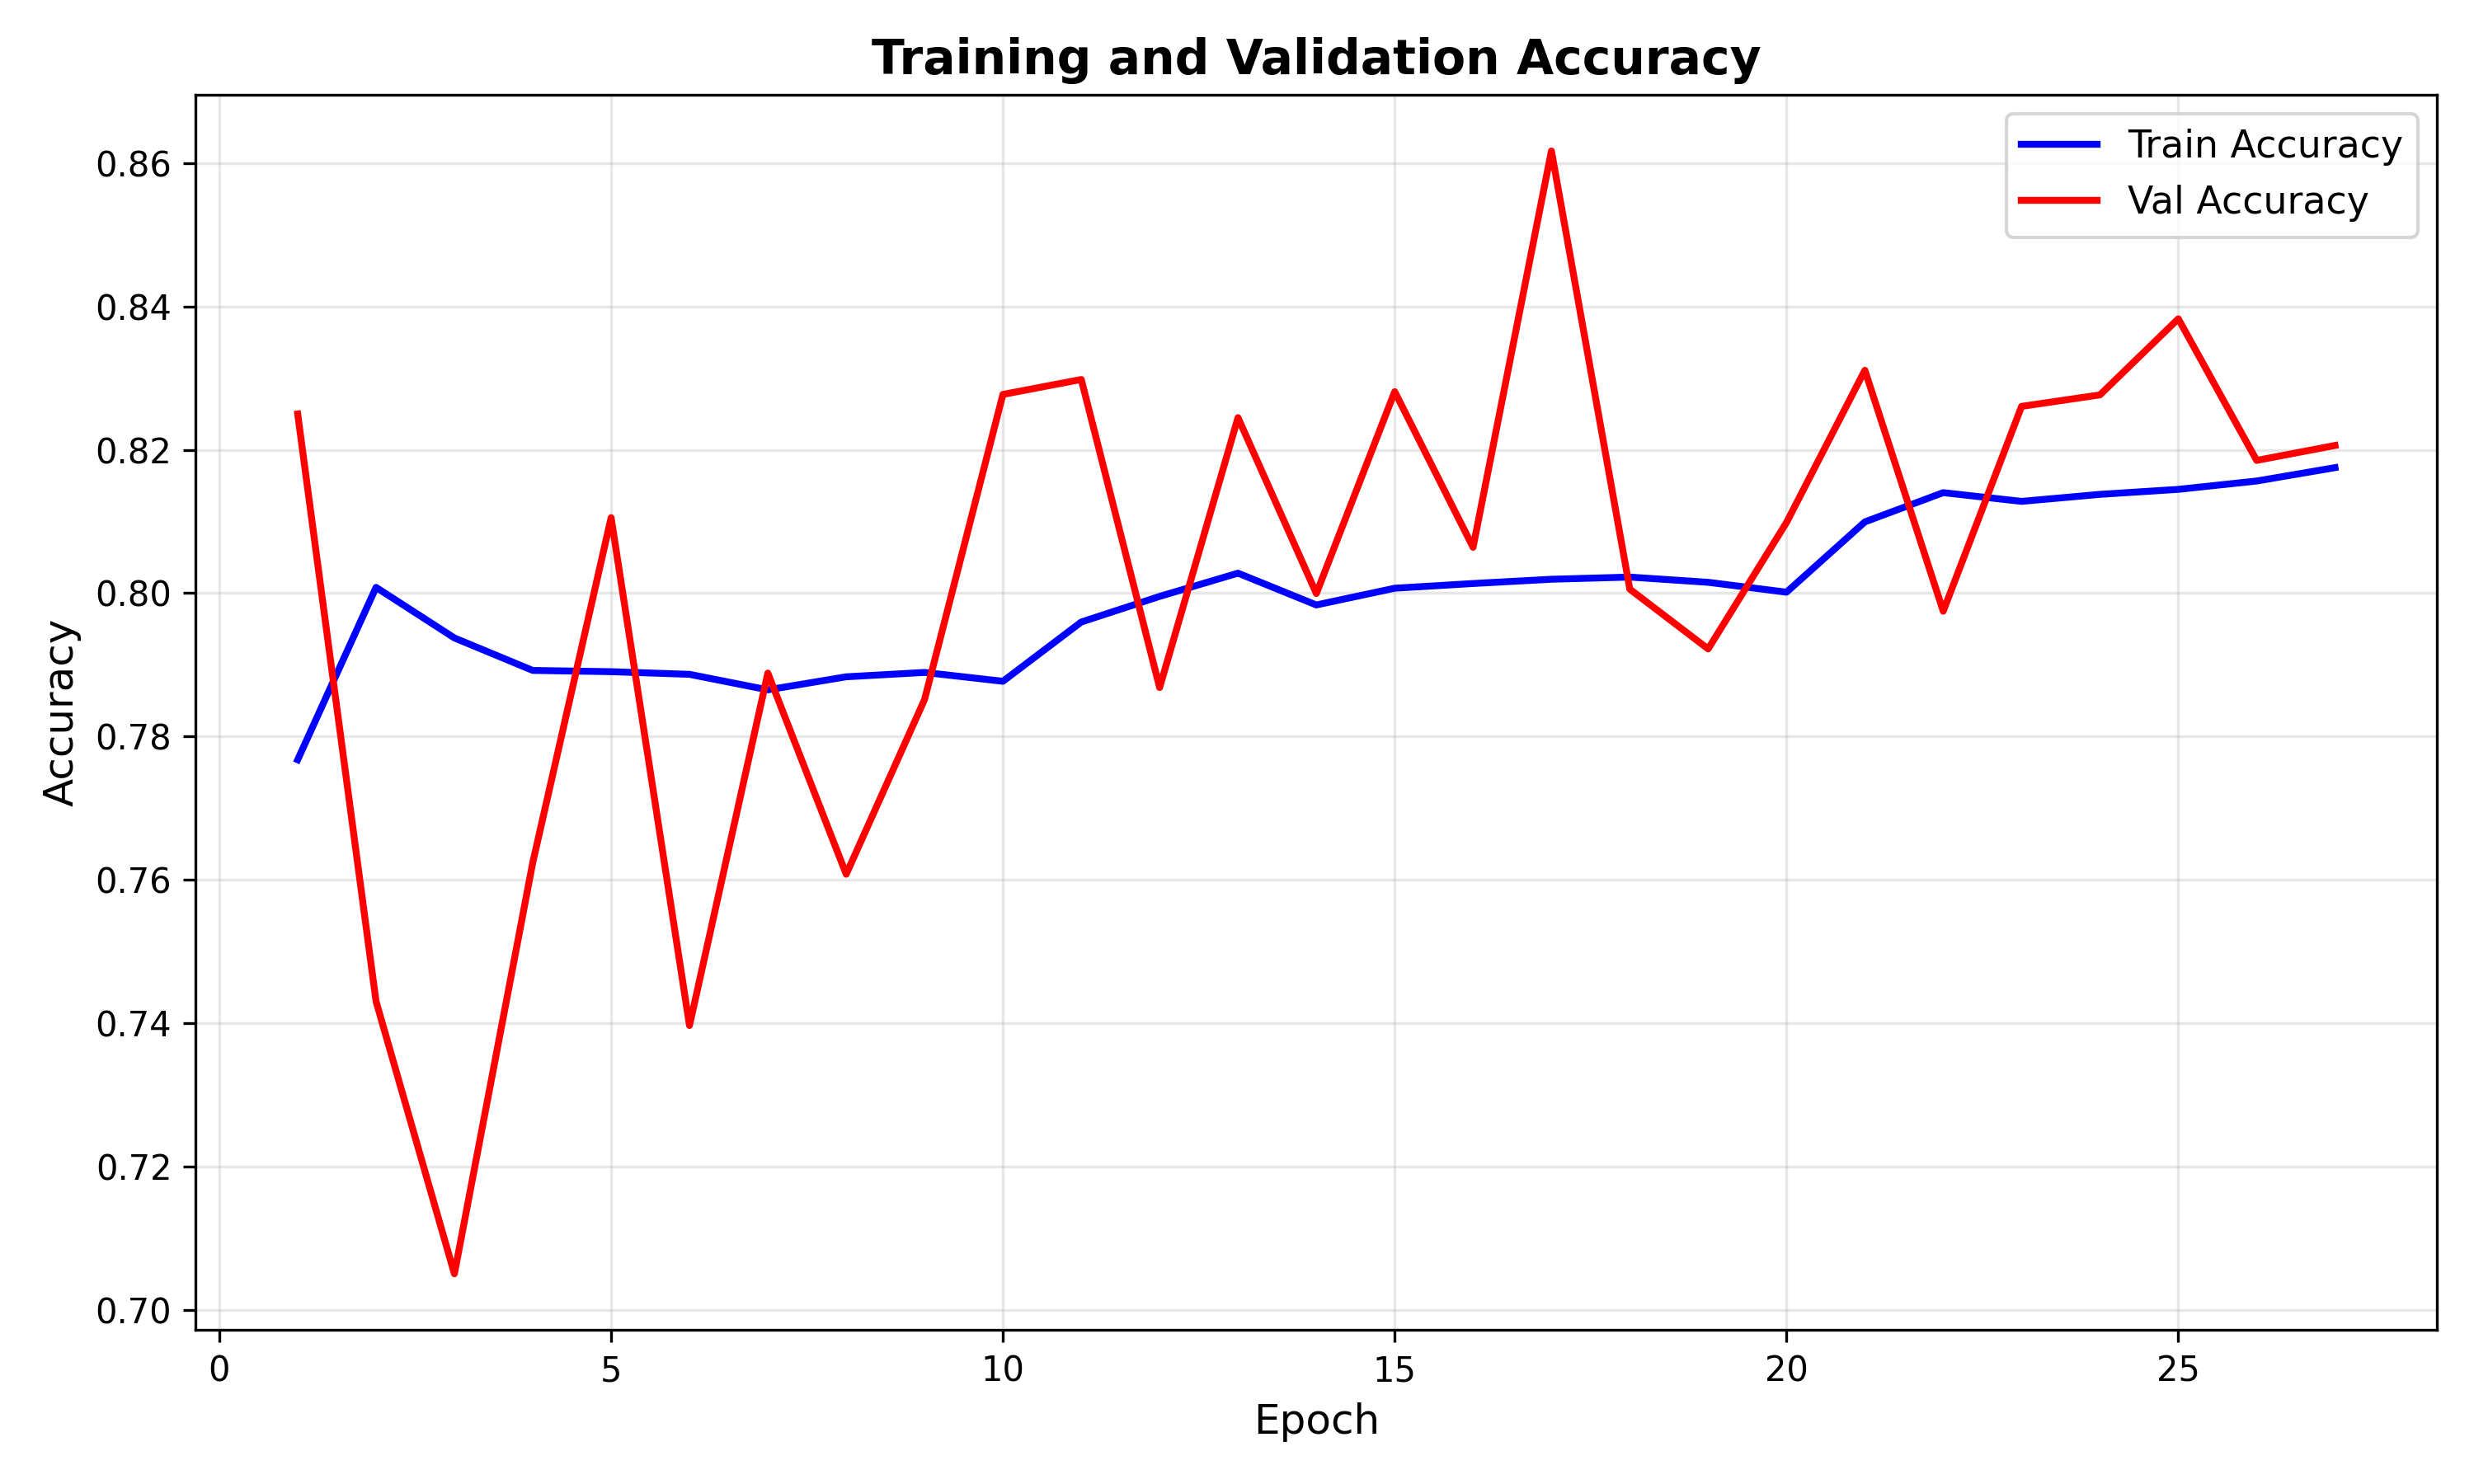 Training and Validation Accuracy
Train Accuracy
Val Accuracy
0.86
0.84
0.82
0.80
0.78
0.76
0.74
0.72
0.70
Accuracy
0 5 10 15 20 25
Epoch